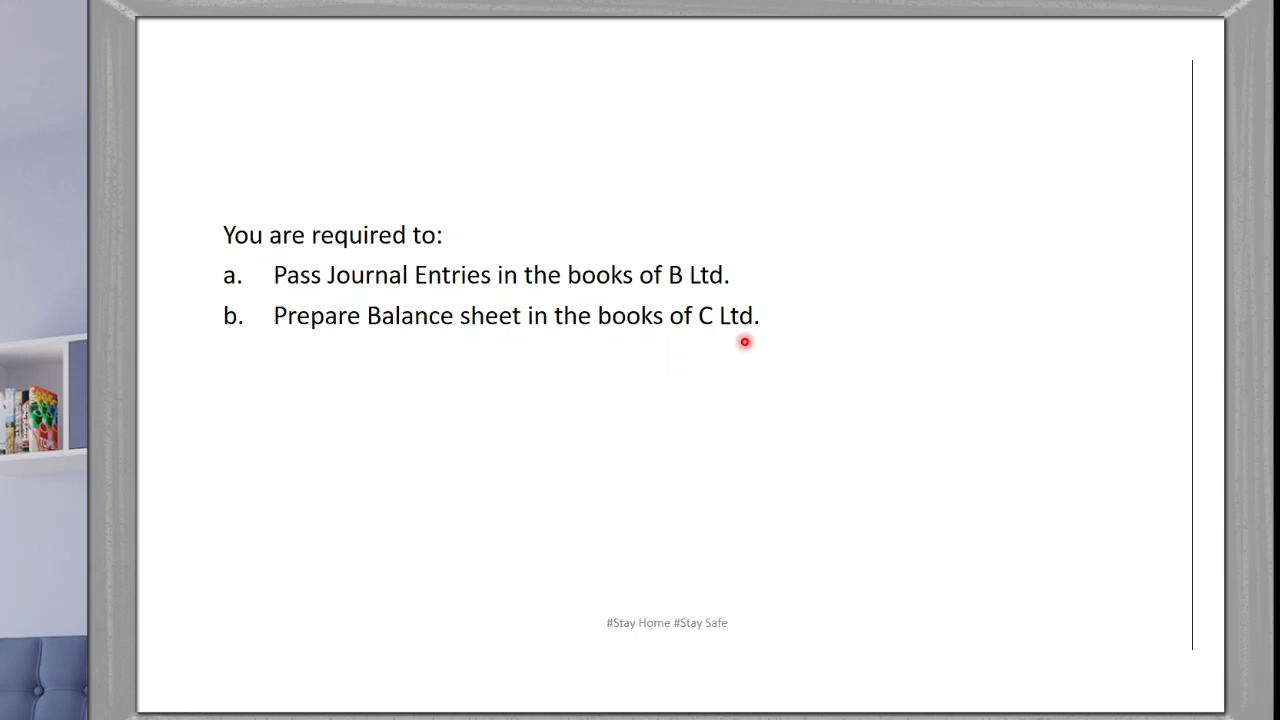 You are required to:
a. Pass Journal Entries in the books of B Ltd.
b. Prepare Balance sheet in the books of C Ltd.
#Stay Home #Stay Safe